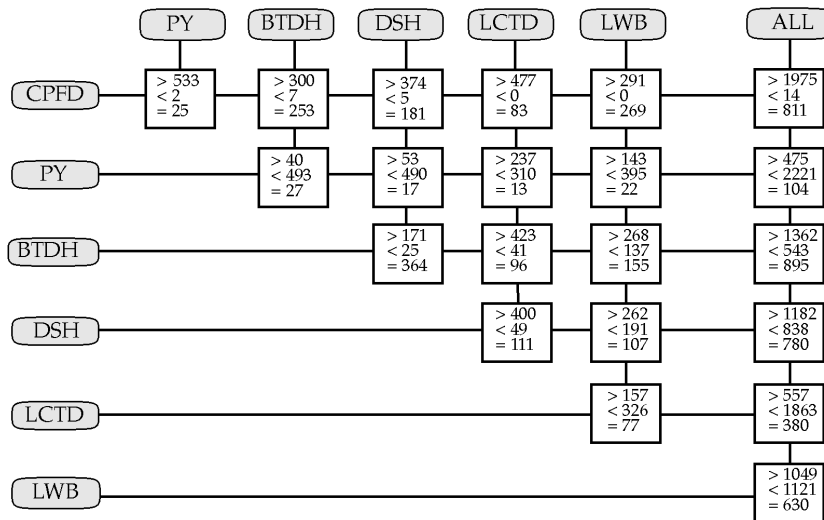 PY BTDH DSH LCTD LWB ALL
CPFD
> 533 > 300 > 374 > 477 > 291 > 1975
< 2 < 7 < 5 < 0 < 0 < 14
= 25 = 253 = 181 = 83 = 269 = 811
PY
> 40 > 53 > 237 > 143 > 475
< 493 < 490 < 310 < 395 < 2221
= 27 = 17 = 13 = 22 = 104
BTDH
> 171 > 423 > 268 > 1362
< 25 < 41 < 137 < 543
= 364 = 96 = 155 = 895
DSH
> 400 > 262 > 1182
< 49 < 191 < 838
= 111 = 107 = 780
LCTD
> 157 > 557
< 326 < 1863
= 77 = 380
LWB
> 1049
< 1121
= 630